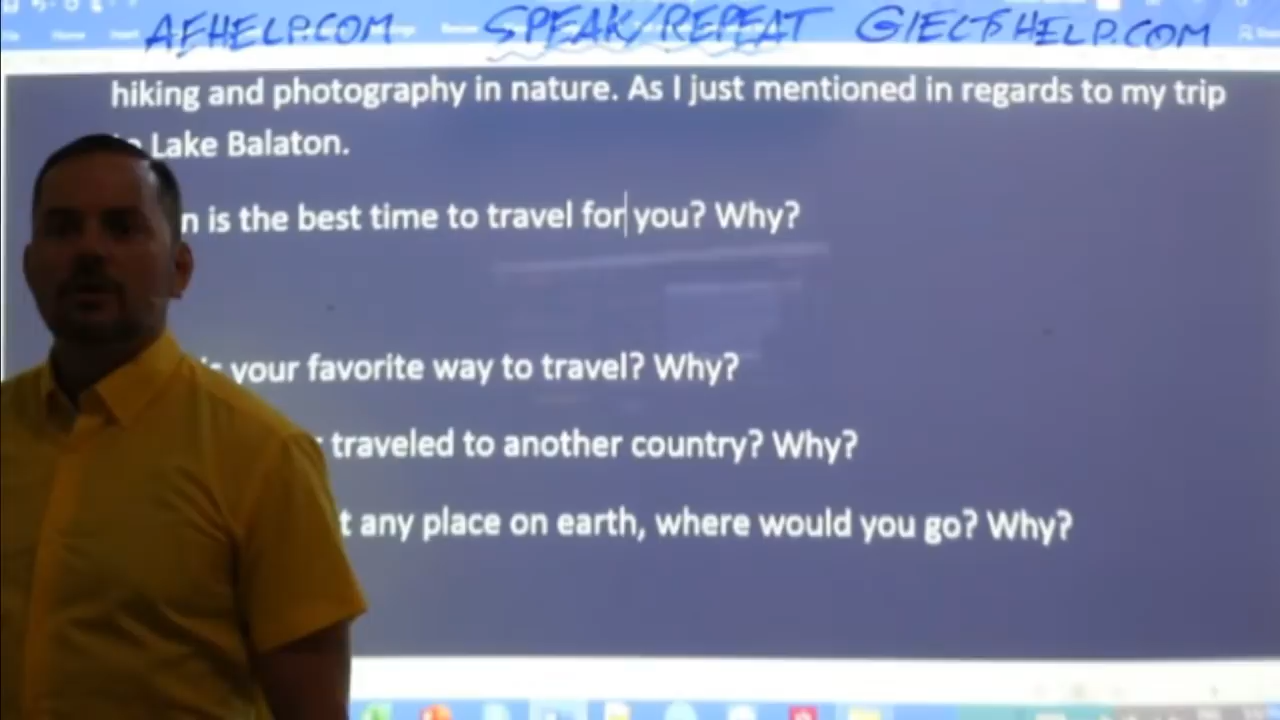 AEHELP.COM SPEAK/REPEAT GIELTSHELP.COM
hiking and photography in nature. As I just mentioned in regards to my trip
Lake Balaton.
is the best time to travel for you? Why?
your favorite way to travel? Why?
traveled to another country? Why?
any place on earth, where would you go? Why?